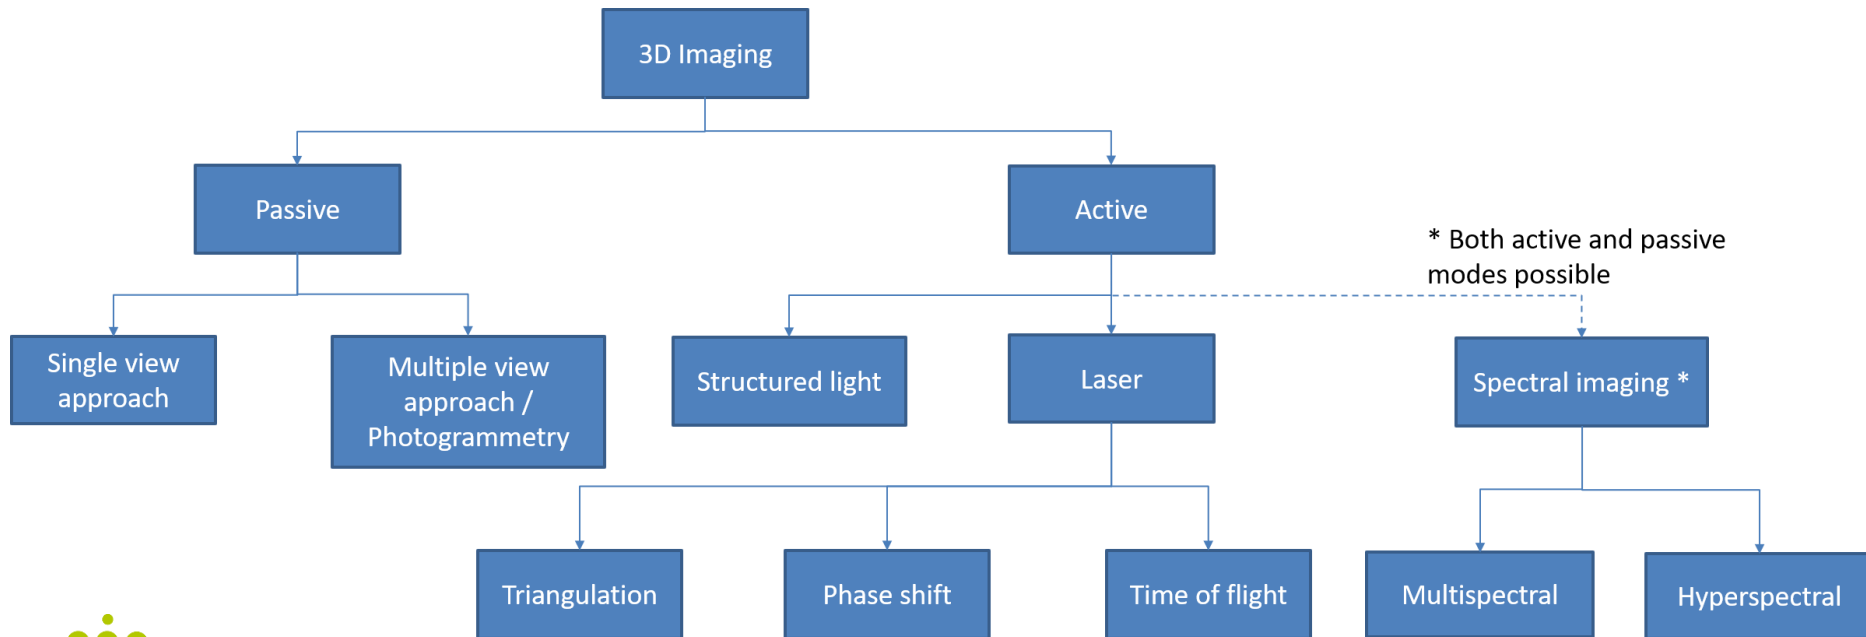 3D Imaging
Passive
Active
* Both active and passive
modes possible
Single view
approach
Multiple view
approach /
Photogrammetry
Structured light
Laser
Spectral imaging *
Triangulation
Phase shift
Time of flight
Multispectral
Hyperspectral